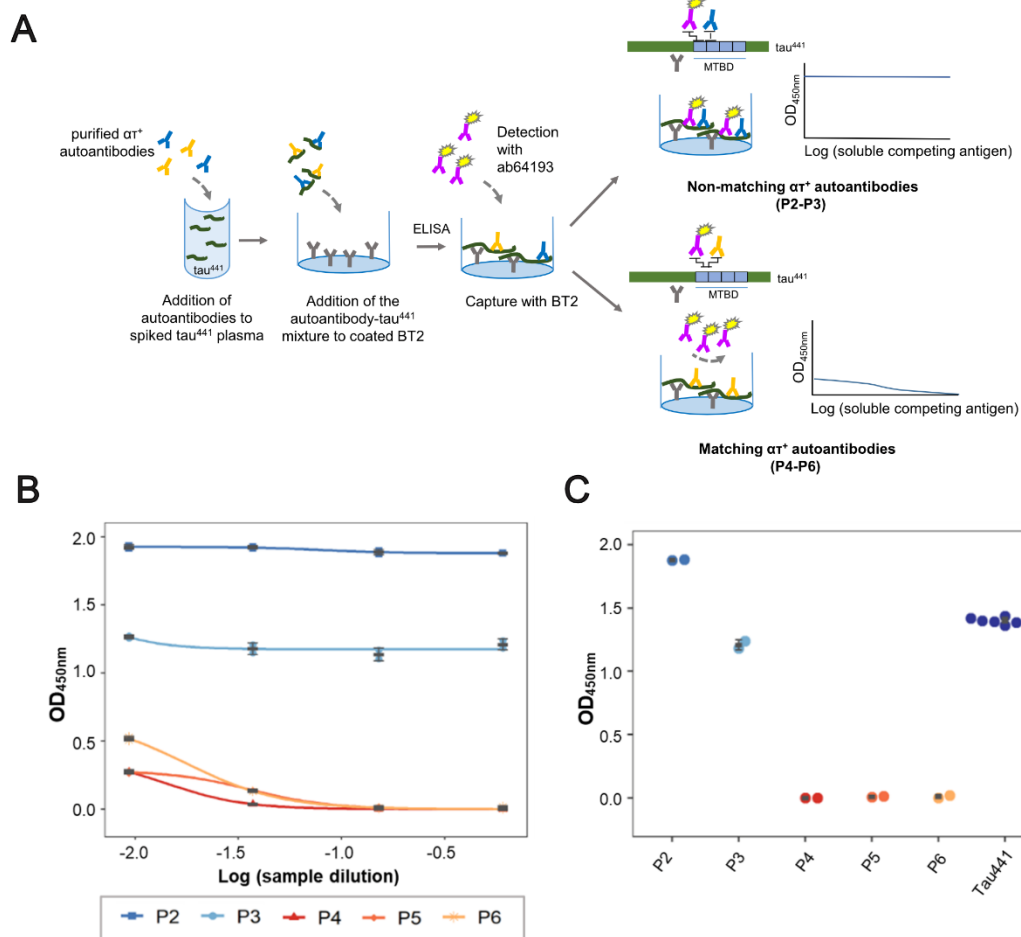 A
purified ατ⁺
autoantibodies
tau⁴⁴¹
Addition of
autoantibodies to
spiked tau⁴⁴¹ plasma
Addition of the
autoantibody-tau⁴⁴¹
mixture to coated BT2
ELISA
Detection
with
ab64193
Capture with BT2
tau⁴⁴¹
MTBD
OD450nm
Log (soluble competing antigen)
Non-matching ατ⁺ autoantibodies
(P2-P3)
tau⁴⁴¹
MTBD
OD450nm
Log (soluble competing antigen)
Matching ατ⁺ autoantibodies
(P4-P6)
B
OD450nm
2.0
1.5
1.0
0.5
0.0
-2.0 -1.5 -1.0 -0.5
Log (sample dilution)
P2 P3 P4 P5 P6
C
OD450nm
2.0
1.5
1.0
0.5
0.0
P2 P3 P4 P5 P6 Tau441